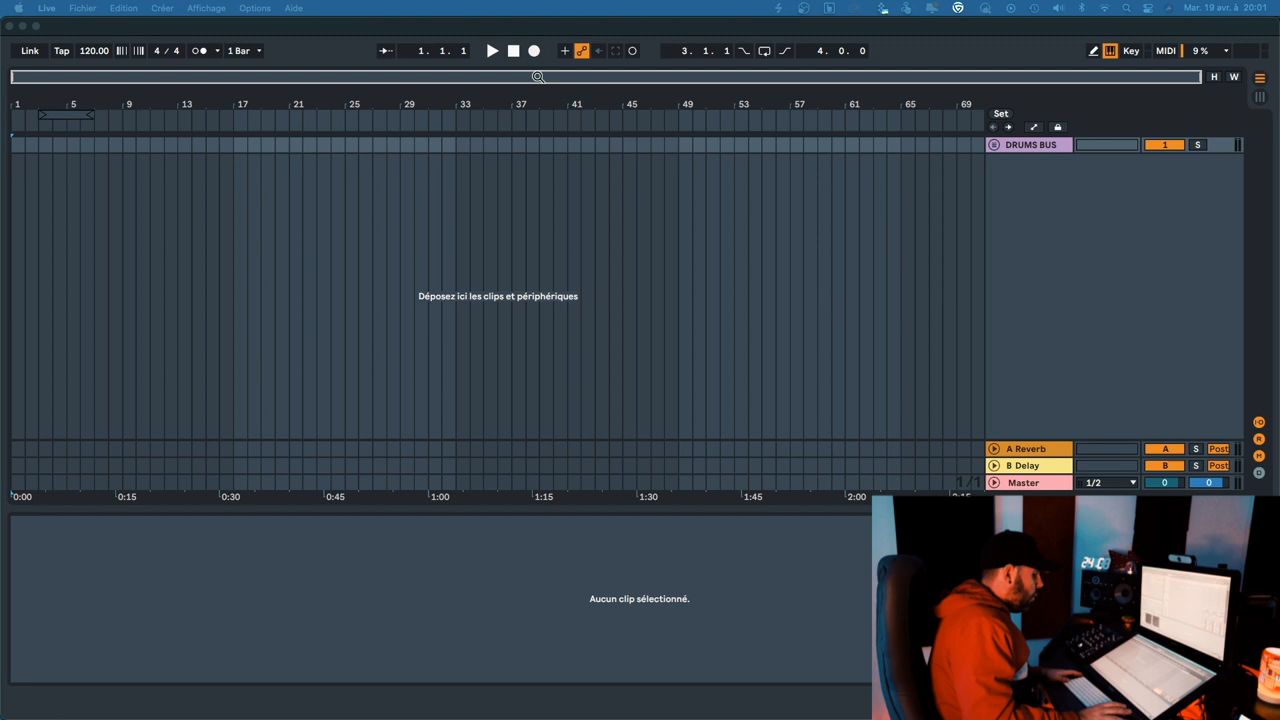 Live Fichier Edition Créer Affichage Options Aide Mar. 19 avr. à 20:01
Link Tap 120.00 4 / 4 1 Bar 1. 1. 1 3. 1. 1 4. 0. 0 Key MIDI 9 %
H W
1 5 9 13 17 21 25 29 33 37 41 45 49 53 57 61 65 69
Set
DRUMS BUS 1 S
Déposez ici les clips et périphériques
A Reverb A S Post
B Delay B S Post
1/1 Master 1/2 0 0
0:00 0:15 0:30 0:45 1:00 1:15 1:30 1:45 2:00 2:15
Aucun clip sélectionné.